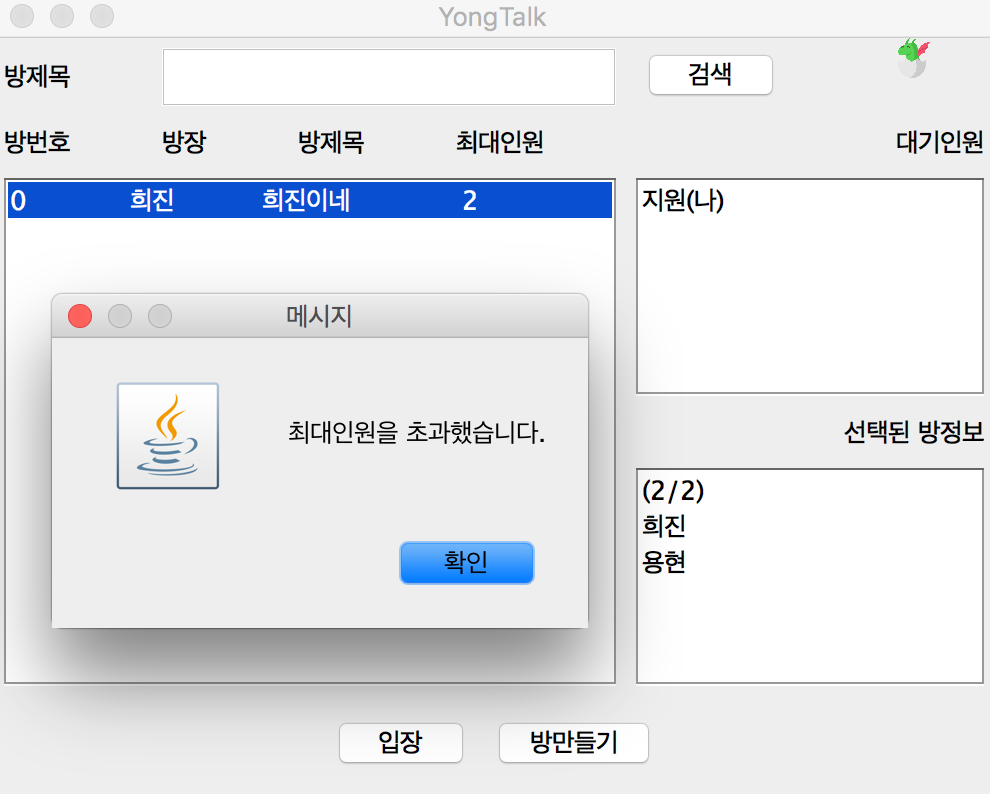 YongTalk
방제목
검색
방번호 방장 방제목 최대인원
대기인원
0 희진 희진이네 2
지원(나)
메시지
최대인원을 초과했습니다.
확인
선택된 방정보
(2/2)
희진
용현
입장
방만들기